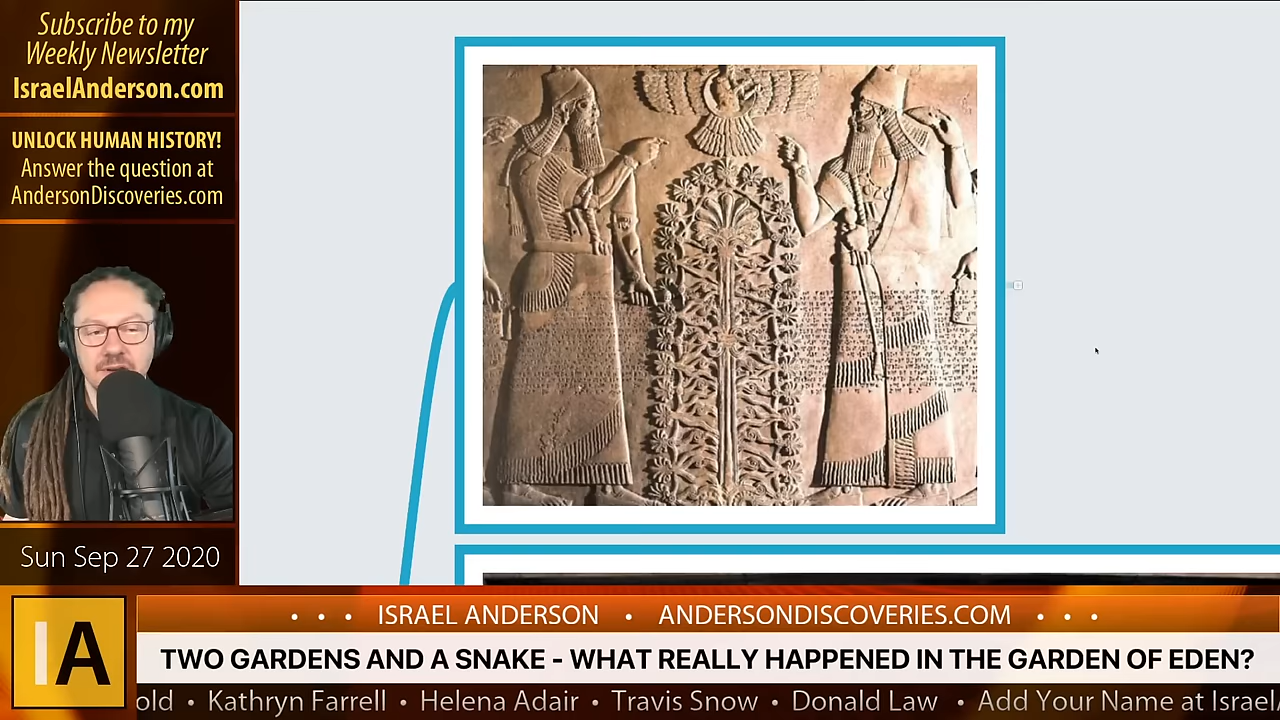 Subscribe to my
Weekly Newsletter
IsraelAnderson.com
UNLOCK HUMAN HISTORY!
Answer the question at
AndersonDiscoveries.com
Sun Sep 27 2020
IA
• • • ISRAEL ANDERSON • ANDERSONDISCOVERIES.COM • • •
TWO GARDENS AND A SNAKE - WHAT REALLY HAPPENED IN THE GARDEN OF EDEN?
old • Kathryn Farrell • Helena Adair • Travis Snow • Donald Law • Add Your Name at Israel